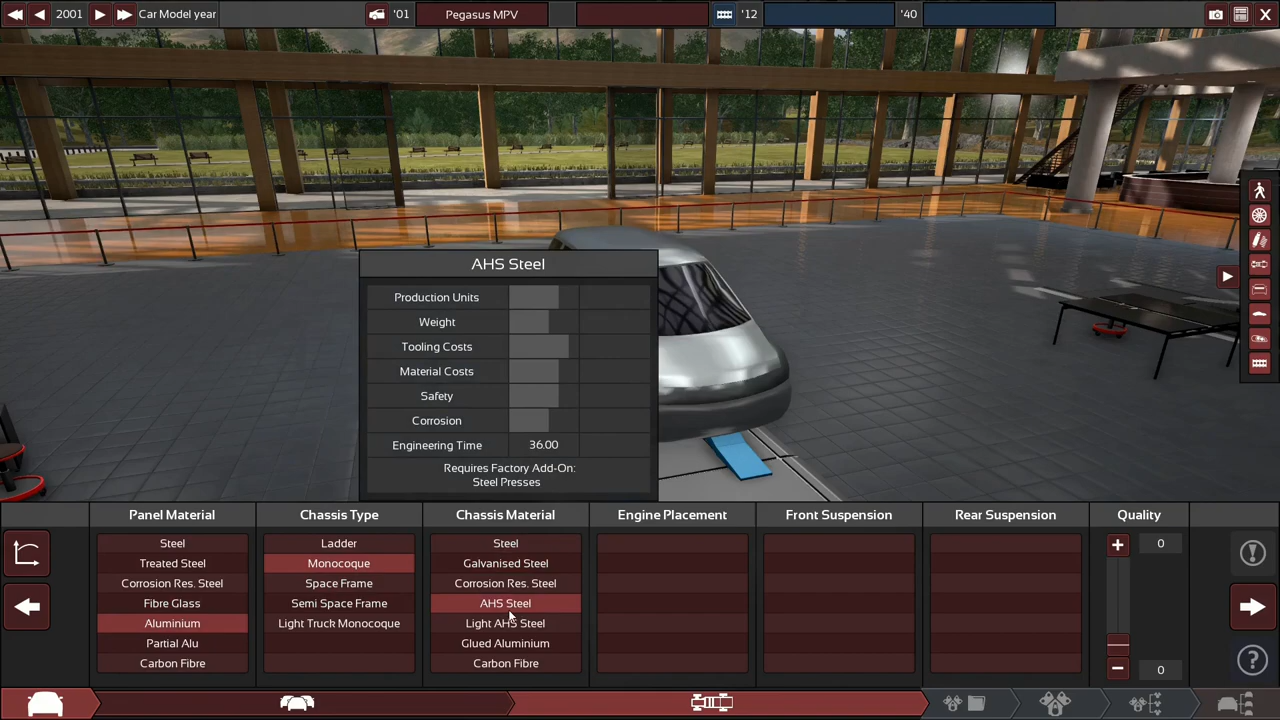 2001 Car Model year '01 Pegasus MPV '12 '40
AHS Steel
Production Units
Weight
Tooling Costs
Material Costs
Safety
Corrosion
Engineering Time 36.00
Requires Factory Add-On:
Steel Presses
Panel Material Chassis Type Chassis Material Engine Placement Front Suspension Rear Suspension Quality
Steel Ladder Steel 0
Treated Steel Monocoque Galvanised Steel
Corrosion Res. Steel Space Frame Corrosion Res. Steel
Fibre Glass Semi Space Frame AHS Steel
Aluminium Light Truck Monocoque Light AHS Steel
Partial Alu Glued Aluminium
Carbon Fibre Carbon Fibre 0